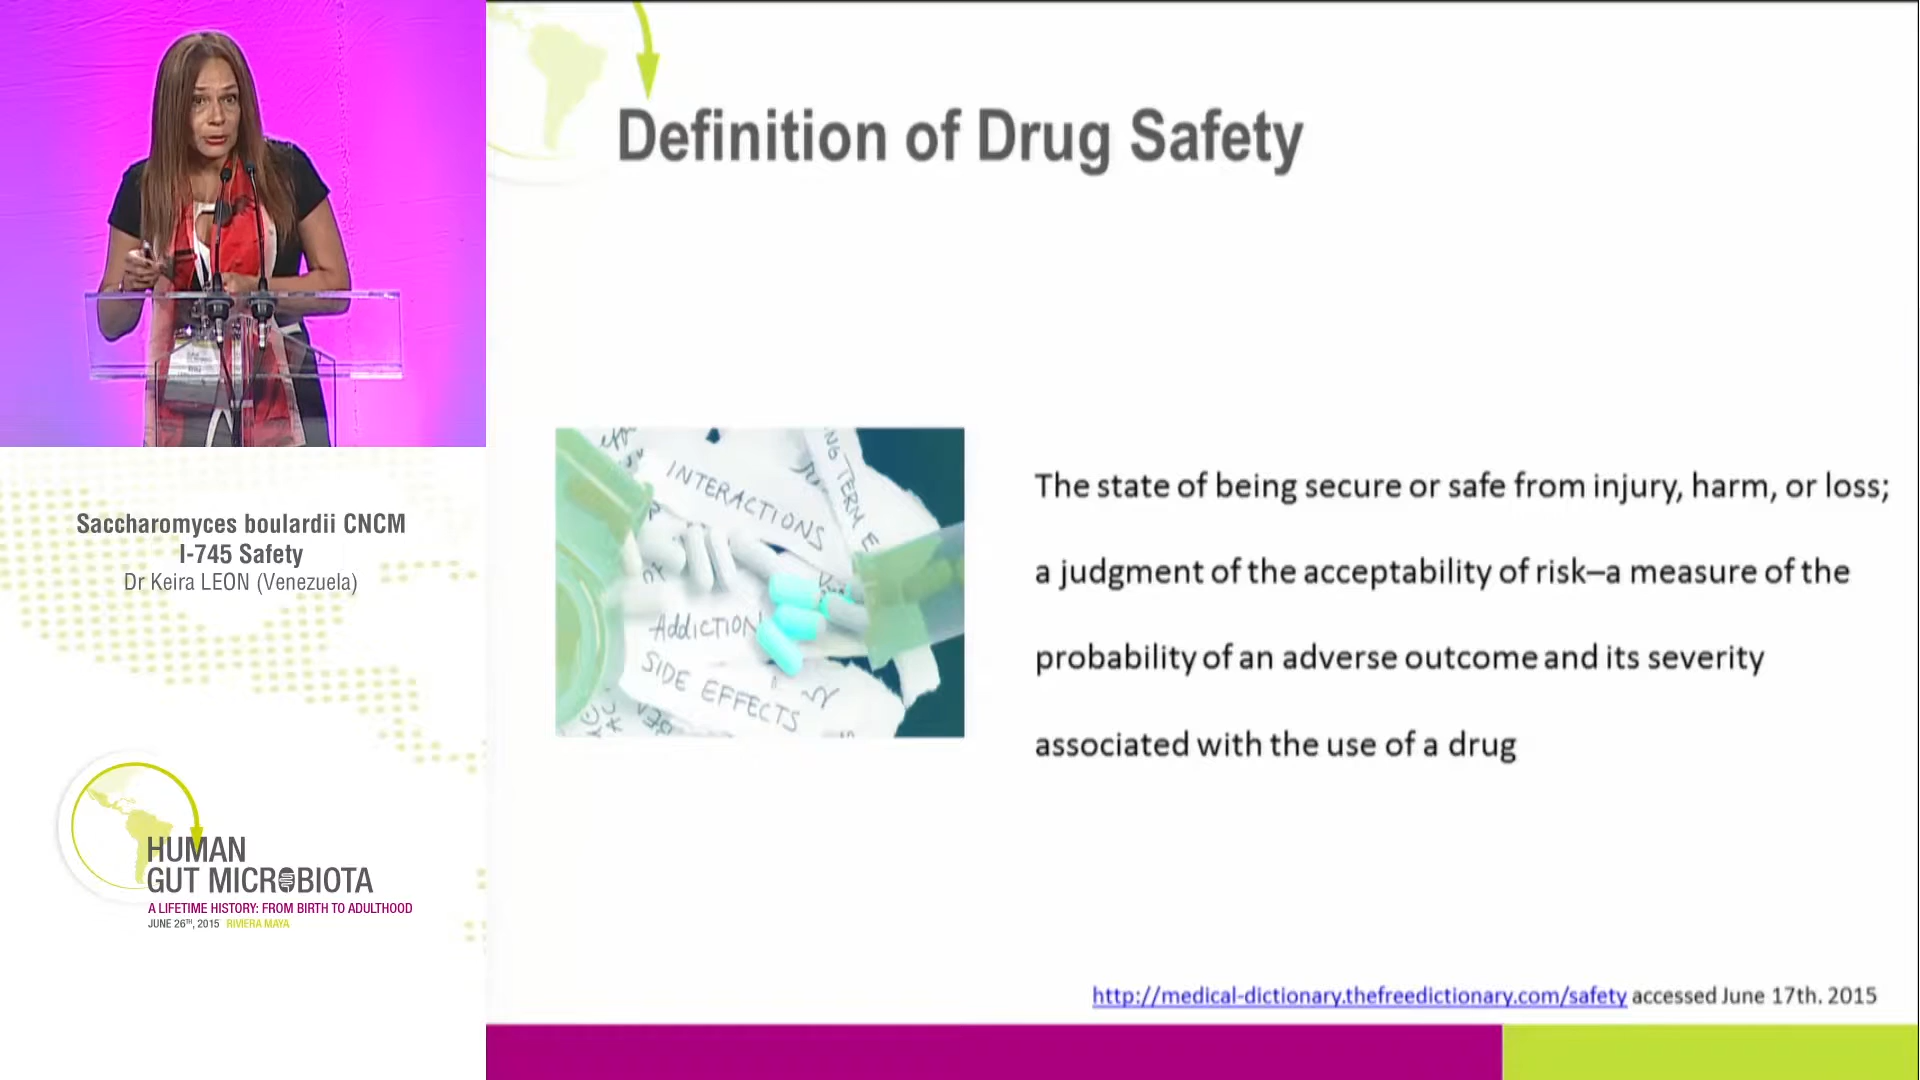 Definition of Drug Safety
INTERACTIONS
Addiction
SIDE EFFECTS
The state of being secure or safe from injury, harm, or loss;
a judgment of the acceptability of risk–a measure of the
probability of an adverse outcome and its severity
associated with the use of a drug
http://medical-dictionary.thefreedictionary.com/safety accessed June 17th. 2015
Saccharomyces boulardii CNCM
I-745 Safety
Dr Keira LEON (Venezuela)
HUMAN
GUT MICROBIOTA
A LIFETIME HISTORY: FROM BIRTH TO ADULTHOOD
JUNE 26TH, 2015 RIVIERA MAYA